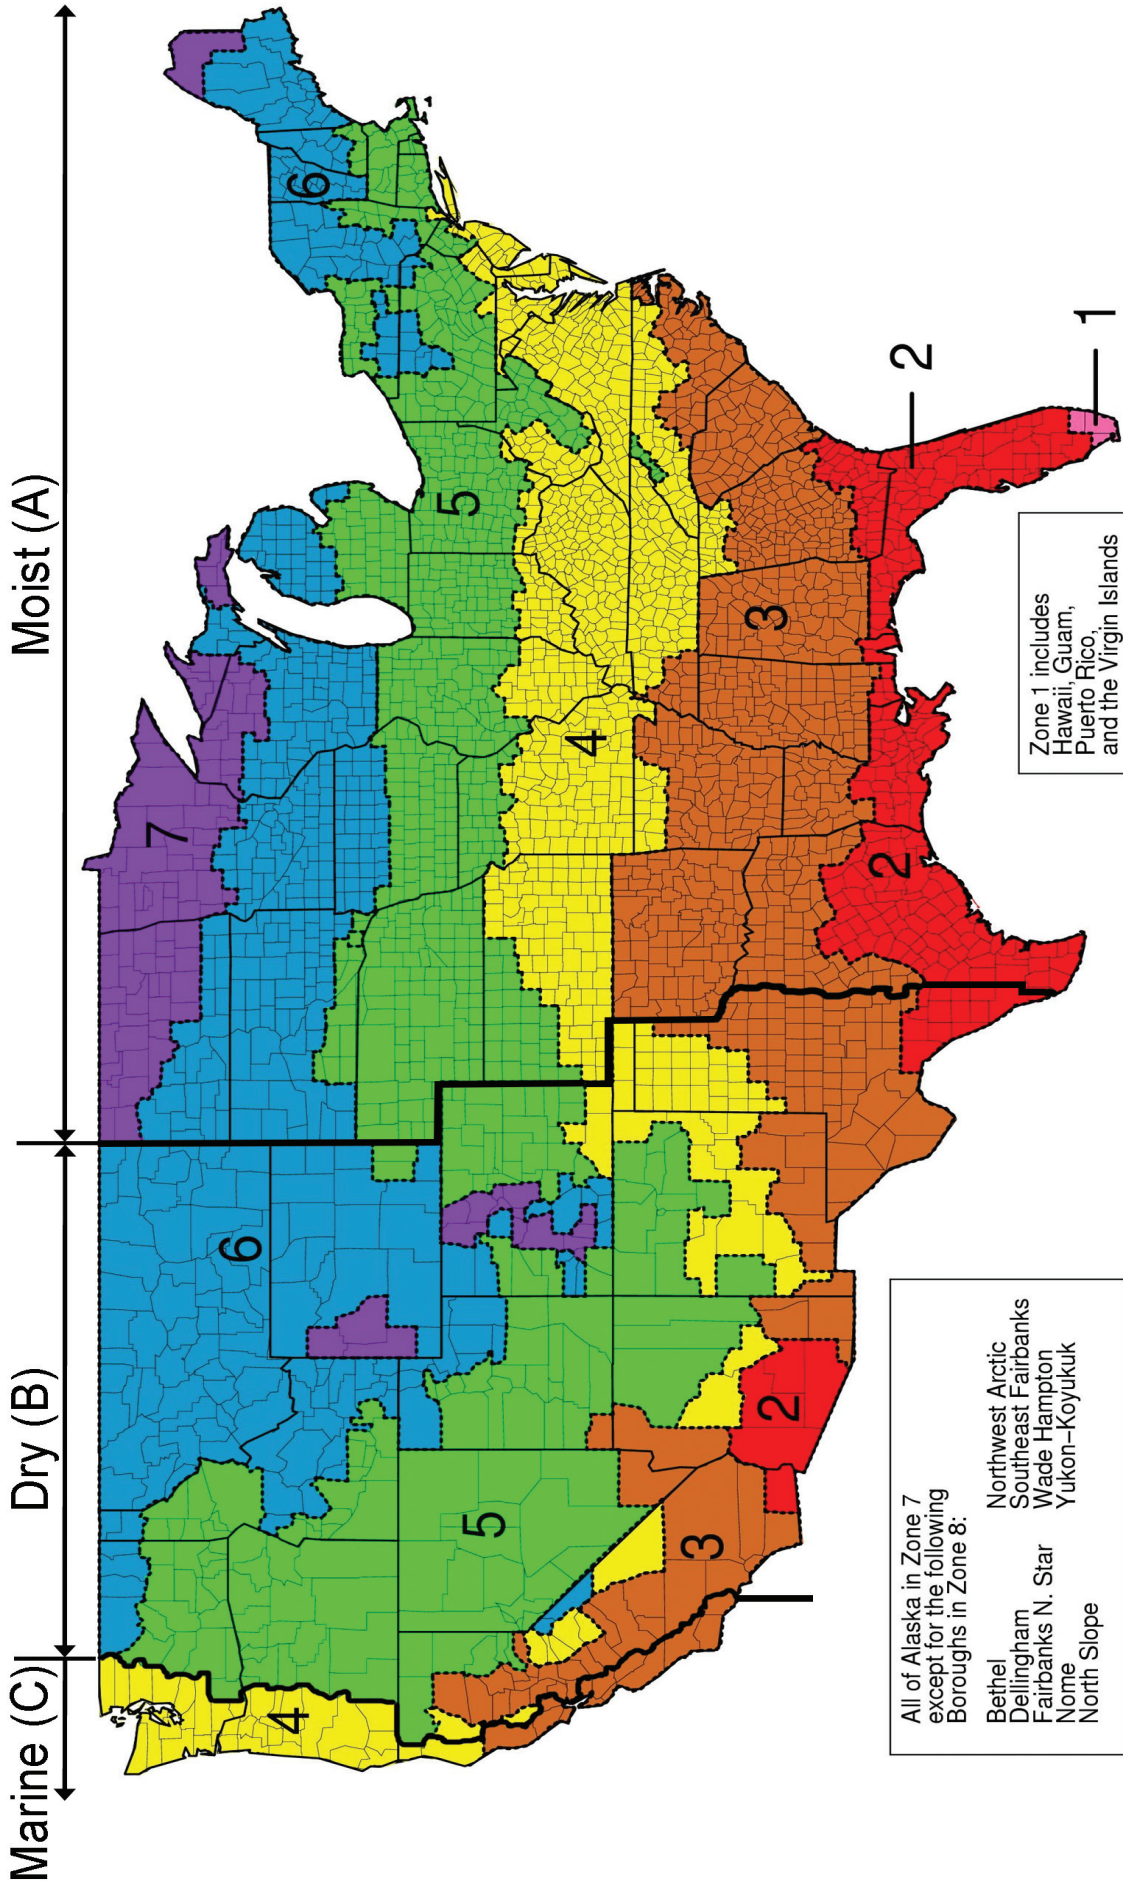 Marine (C)
Dry (B)
Moist (A)
7
6
6
6
5
5
4
4
3
3
2
2
2
1
All of Alaska in Zone 7
except for the following
Boroughs in Zone 8:
Bethel
Dellingham
Fairbanks N. Star
Nome
North Slope
Northwest Arctic
Southeast Fairbanks
Wade Hampton
Yukon–Koyukuk
Zone 1 includes
Hawaii, Guam,
Puerto Rico,
and the Virgin Islands